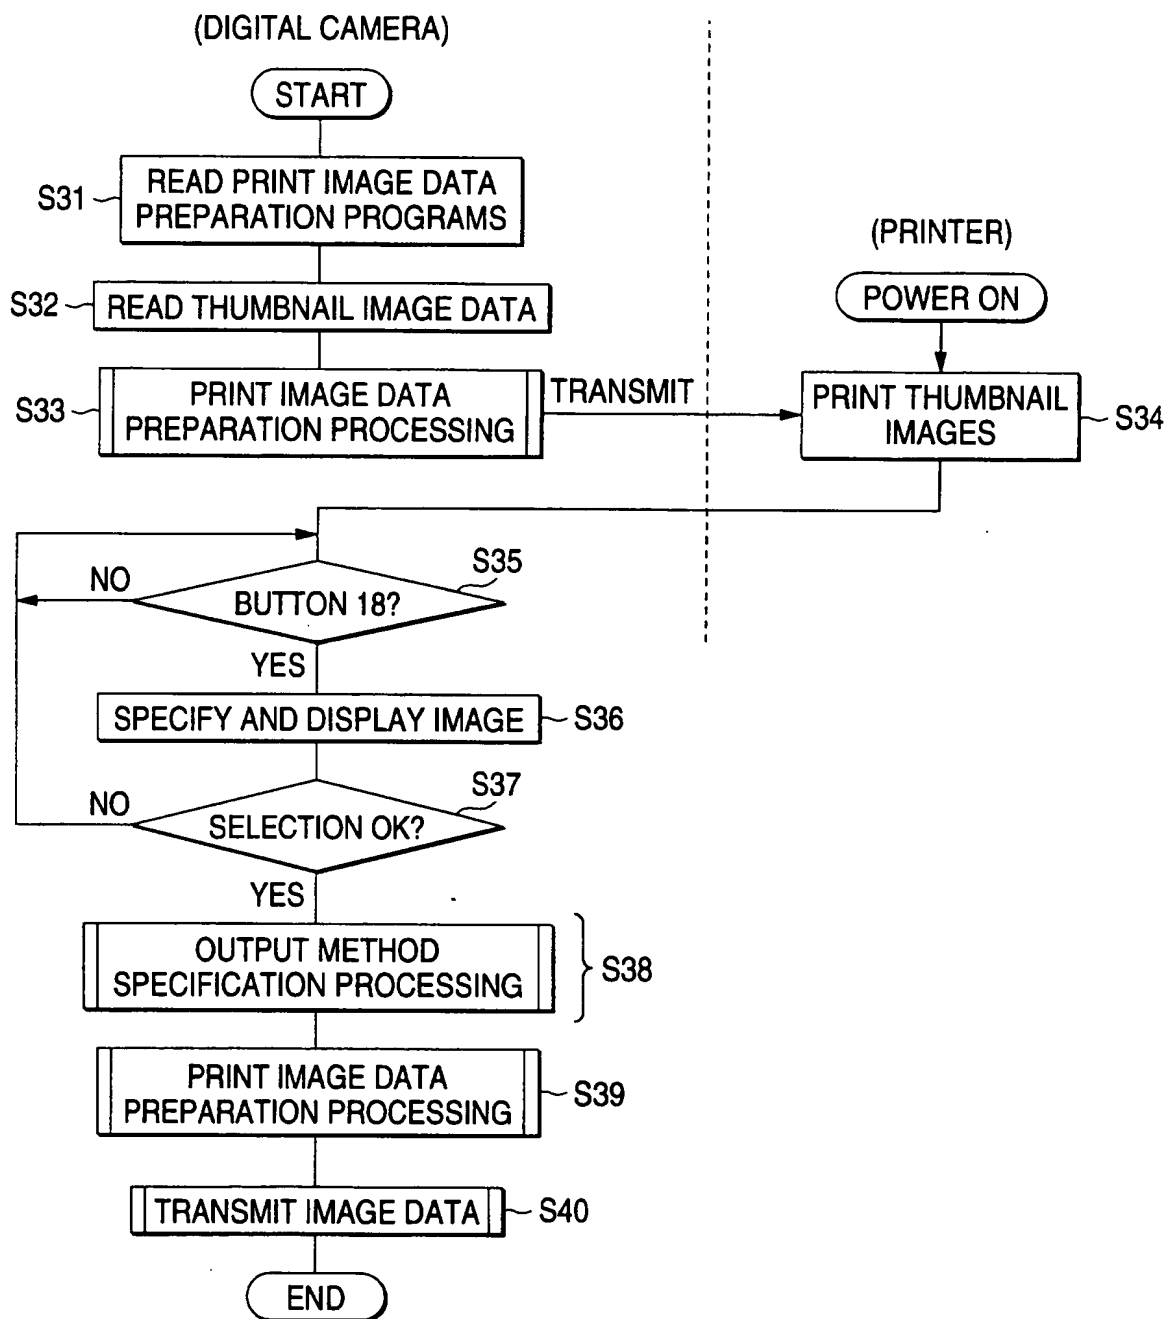 (DIGITAL CAMERA)
START
S31
READ PRINT IMAGE DATA
PREPARATION PROGRAMS
(PRINTER)
S32
READ THUMBNAIL IMAGE DATA
POWER ON
S33
PRINT IMAGE DATA
PREPARATION PROCESSING
TRANSMIT
PRINT THUMBNAIL
IMAGES
S34
NO
S35
BUTTON 18?
YES
SPECIFY AND DISPLAY IMAGE
S36
NO
S37
SELECTION OK?
YES
OUTPUT METHOD
SPECIFICATION PROCESSING
S38
PRINT IMAGE DATA
PREPARATION PROCESSING
S39
TRANSMIT IMAGE DATA
S40
END